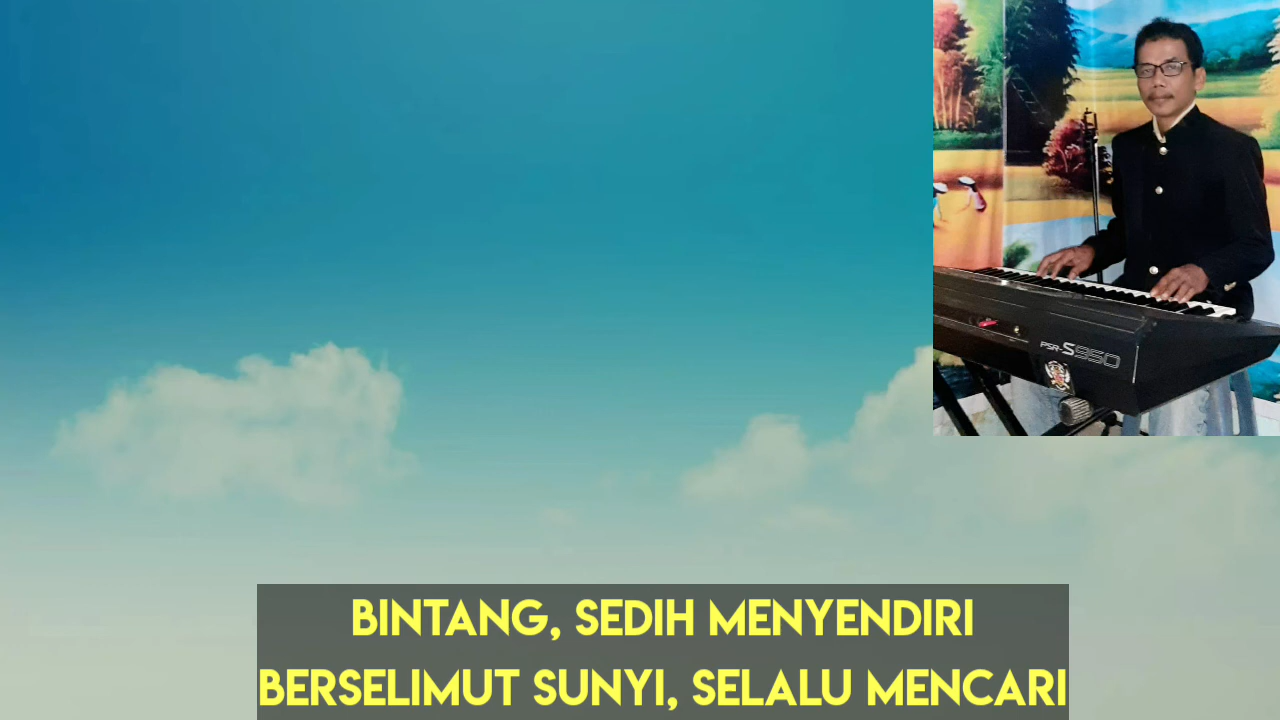 PSR-S950
BINTANG, SEDIH MENYENDIRI
BERSELIMUT SUNYI, SELALU MENCARI